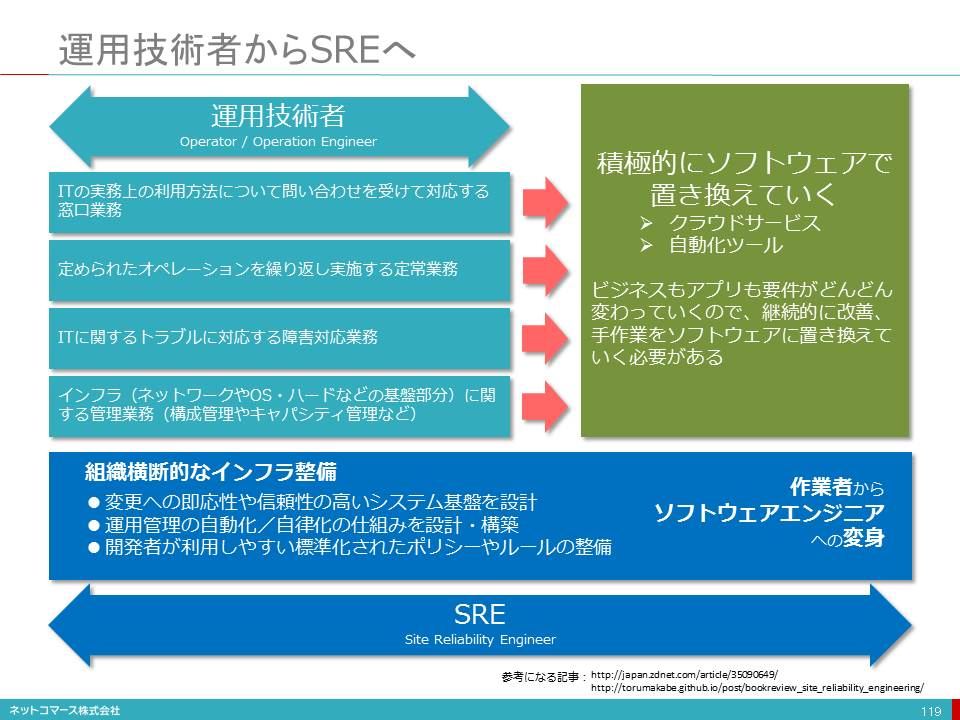 運用技術者からSREへ
運用技術者
Operator / Operation Engineer
ITの実務上の利用方法について問い合わせを受けて対応する
窓口業務
定められたオペレーションを繰り返し実施する定常業務
ITに関するトラブルに対応する障害対応業務
インフラ（ネットワークやOS・ハードなどの基盤部分）に関
する管理業務（構成管理やキャパシティ管理など）
積極的にソフトウェアで
置き換えていく
➢ クラウドサービス
➢ 自動化ツール
ビジネスもアプリも要件がどんどん
変わっていくので、継続的に改善、
手作業をソフトウェアに置き換えて
いく必要がある
組織横断的なインフラ整備
● 変更への即応性や信頼性の高いシステム基盤を設計
● 運用管理の自動化／自律化の仕組みを設計・構築
● 開発者が利用しやすい標準化されたポリシーやルールの整備
作業者から
ソフトウェアエンジニア
への変身
SRE
Site Reliability Engineer
参考になる記事：http://japan.zdnet.com/article/35090649/
http://torumakabe.github.io/post/bookreview_site_reliability_engineering/
ネットコマース株式会社
119